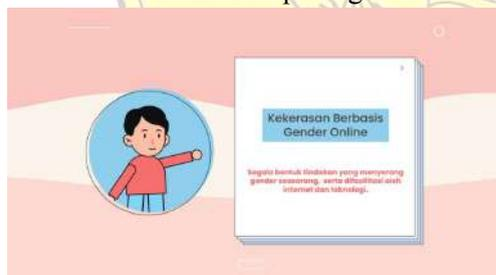 Kekerasan Berbasis
Gender Online
Segala bentuk tindakan yang menyerang
gender seseorang, serta difasilitasi oleh
internet dan teknologi.